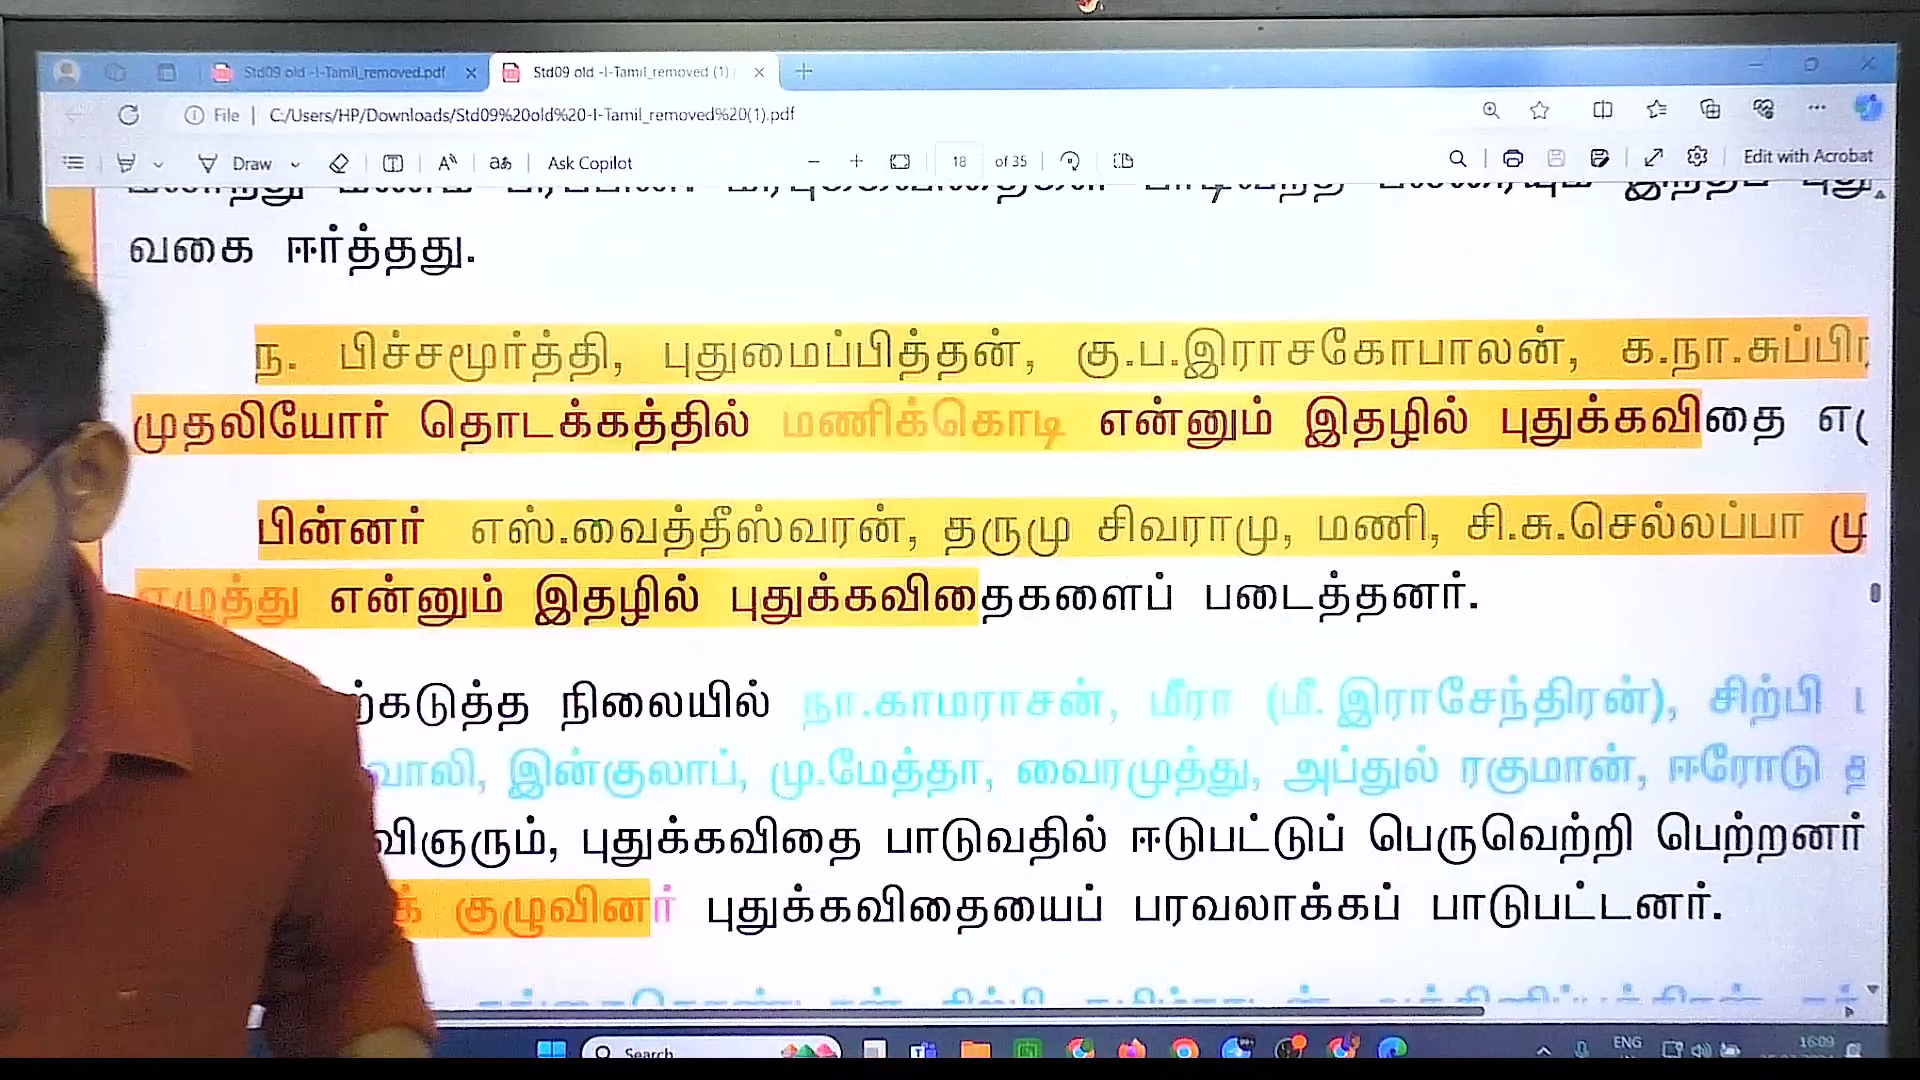 Std09 old -I-Tamil_removed.pdf
Std09 old -I-Tamil_removed (1)
File
C:/Users/HP/Downloads/Std09%20old%20-I-Tamil_removed%20(1).pdf
Draw
Ask Copilot
18 of 35
Edit with Acrobat
வகை ஈர்த்தது.
ந. பிச்சமூர்த்தி, புதுமைப்பித்தன், கு.ப.இராசகோபாலன், க.நா.சுப்பிர
முதலியோர் தொடக்கத்தில் மணிக்கொடி என்னும் இதழில் புதுக்கவிதை எ
பின்னர் எஸ்.வைத்தீஸ்வரன், தருமு சிவராமு, மணி, சி.சு.செல்லப்பா மு
எழுத்து என்னும் இதழில் புதுக்கவிதைகளைப் படைத்தனர்.
ற்கடுத்த நிலையில் நா.காமராசன், மீரா (மீ.இராசேந்திரன்), சிற்பி
வாலி, இன்குலாப், மு.மேத்தா, வைரமுத்து, அப்துல் ரகுமான், ஈரோடு த
விஞரும், புதுக்கவிதை பாடுவதில் ஈடுபட்டுப் பெருவெற்றி பெற்றனர்
க் குழுவினர் புதுக்கவிதையைப் பரவலாக்கப் பாடுபட்டனர்.
Search
ENG
16:09